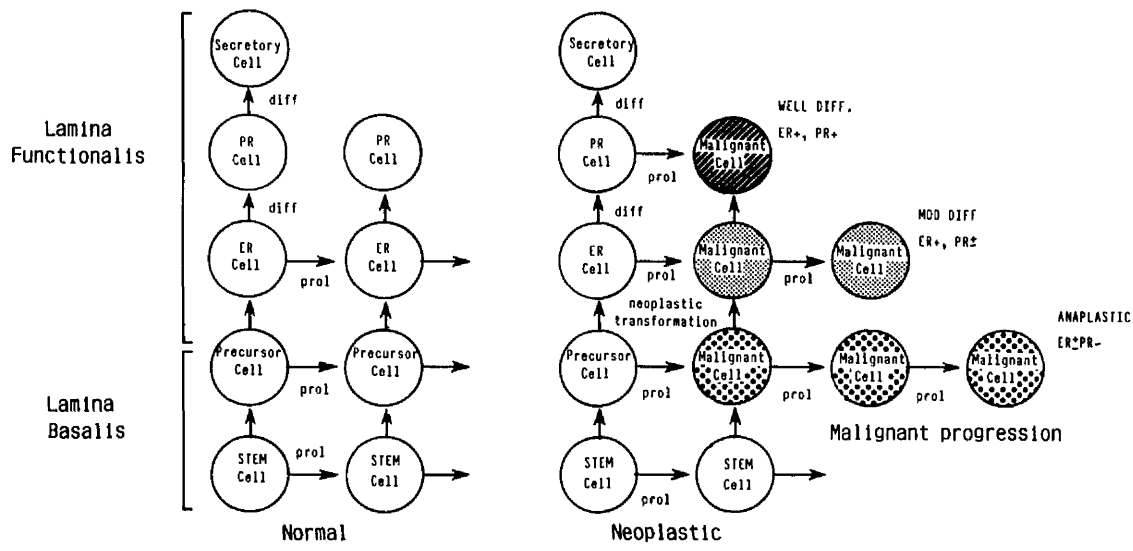 Lamina
Functionalis
Lamina
Basalis
Secretory
Cell
diff
PR
Cell
diff
ER
Cell
prol
Precursor
Cell
prol
STEM
Cell
prol
PR
Cell
ER
Cell
Precursor
Cell
STEM
Cell
Normal
Secretory
Cell
diff
PR
Cell
prol
diff
ER
Cell
prol
neoplastic
transformation
Precursor
Cell
prol
STEM
Cell
prol
WELL DIFF.
ER+, PR+
Malignant
Cell
MOD DIFF
ER+, PR±
Malignant
Cell
prol
Malignant
Cell
ANAPLASTIC
ER±PR-
Malignant
Cell
prol
Malignant
Cell
prol
Malignant
Cell
STEM
Cell
Malignant progression
Neoplastic